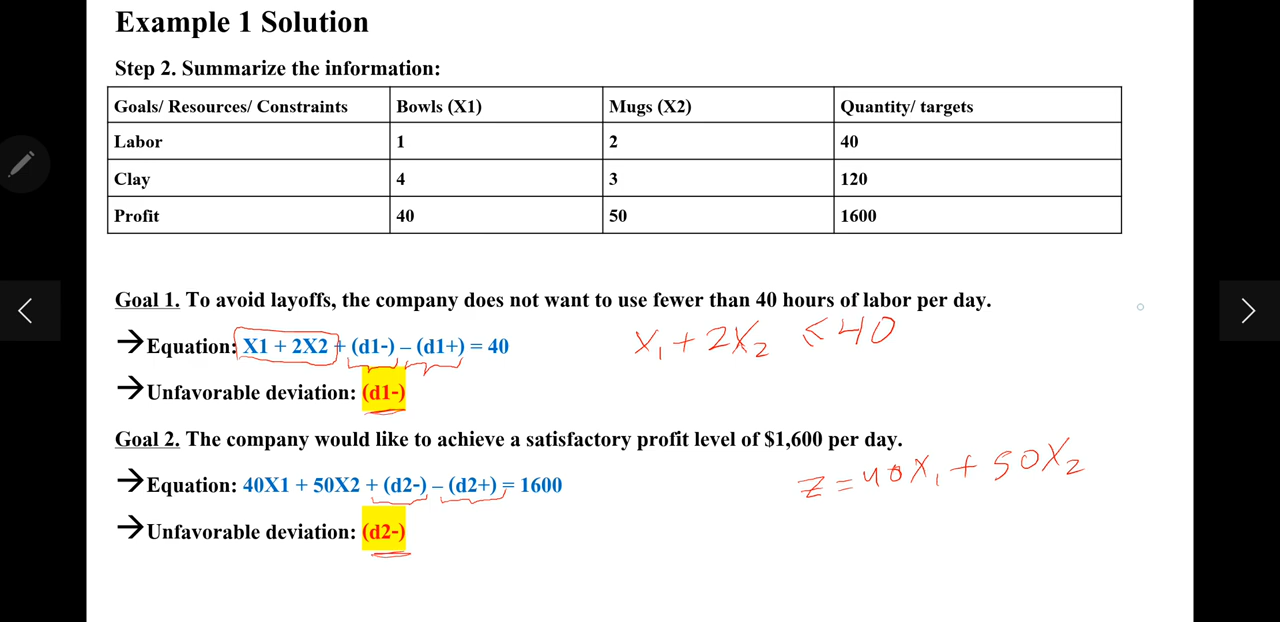 Example 1 Solution
Step 2. Summarize the information:
Goals/ Resources/ Constraints Bowls (X1) Mugs (X2) Quantity/ targets
Labor 1 2 40
Clay 4 3 120
Profit 40 50 1600
Goal 1. To avoid layoffs, the company does not want to use fewer than 40 hours of labor per day.
→Equation: X1 + 2X2 + (d1-) – (d1+) = 40
X₁ + 2X₂ ≤ 40
→Unfavorable deviation: (d1-)
Goal 2. The company would like to achieve a satisfactory profit level of $1,600 per day.
→Equation: 40X1 + 50X2 + (d2-) – (d2+) = 1600
Z = 40X₁ + 50X₂
→Unfavorable deviation: (d2-)